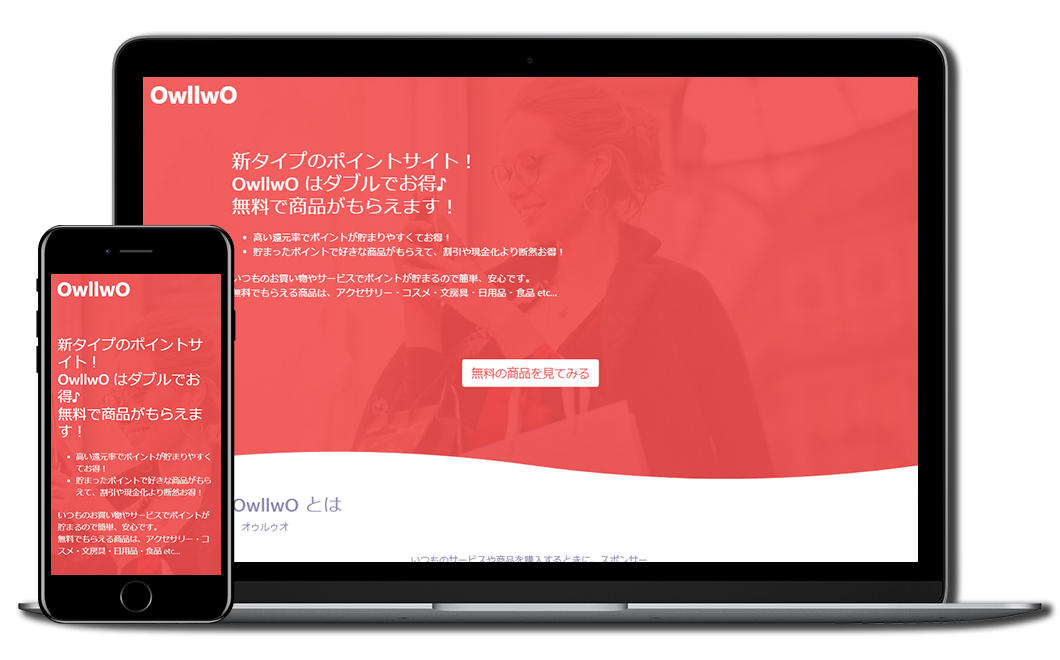 OwllwO
新タイプのポイントサイト！
OwllwO はダブルでお得♪
無料で商品がもらえます！
高い還元率でポイントが貯まりやすくてお得！
貯まったポイントで好きな商品がもらえて、割引や現金化より断然お得！
いつものお買い物やサービスでポイントが貯まるので簡単、安心です。
無料でもらえる商品は、アクセサリー・コスメ・文房具・日用品・食品 etc...
無料の商品を見てみる
OwllwO とは
オゥルゥオ
いつものサービスや商品を購入するときに、スポンサー
OwllwO
新タイプのポイントサ
イト！
OwllwO はダブルでお
得♪
無料で商品がもらえま
す！
高い還元率でポイントが貯まりやすく
てお得！
貯まったポイントで好きな商品がもら
えて、割引や現金化より断然お得！
いつものお買い物やサービスでポイントが
貯まるので簡単、安心です。
無料でもらえる商品は、アクセサリー・コ
スメ・文房具・日用品・食品 etc...